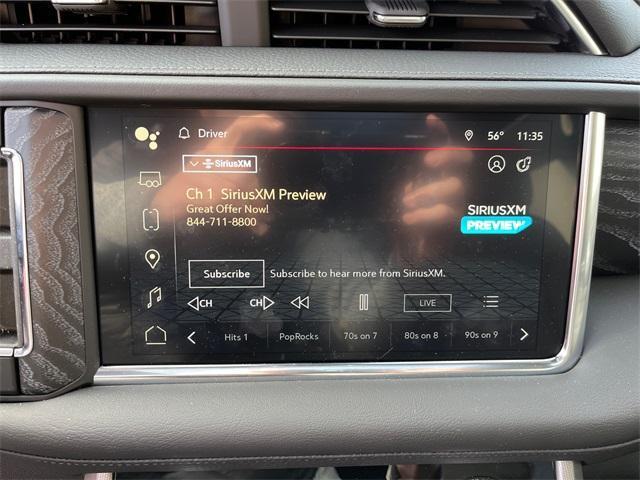 Driver 56° 11:35
SiriusXM
Ch 1 SiriusXM Preview
Great Offer Now!
844-711-8800
SIRIUSXM
PREVIEW
Subscribe Subscribe to hear more from SiriusXM.
CH CH LIVE
Hits 1 PopRocks 70s on 7 80s on 8 90s on 9